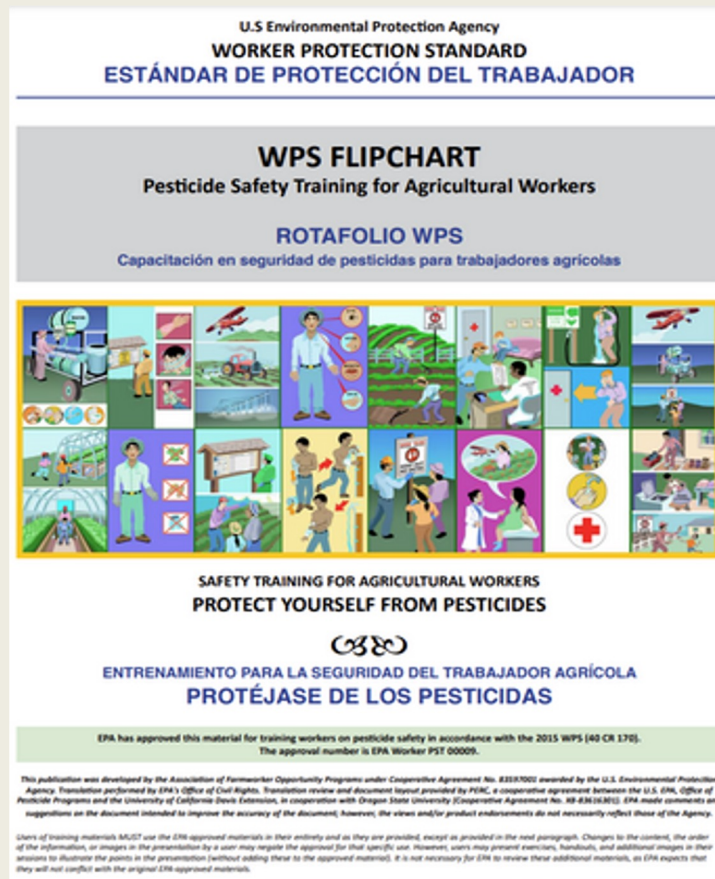 U.S Environmental Protection Agency
WORKER PROTECTION STANDARD
ESTÁNDAR DE PROTECCIÓN DEL TRABAJADOR
WPS FLIPCHART
Pesticide Safety Training for Agricultural Workers
ROTAFOLIO WPS
Capacitación en seguridad de pesticidas para trabajadores agrícolas
SAFETY TRAINING FOR AGRICULTURAL WORKERS
PROTECT YOURSELF FROM PESTICIDES
ENTRENAMIENTO PARA LA SEGURIDAD DEL TRABAJADOR AGRÍCOLA
PROTÉJASE DE LOS PESTICIDAS
EPA has approved this material for training workers on pesticide safety in accordance with the 2015 WPS (40 CR 170).
The approval number is EPA Worker PST 00009.
This publication was developed by the Association of Farmworker Opportunity Programs under Cooperative Agreement No. 83597001 awarded by the U.S. Environmental Protection
Agency. Translation performed by EPA's Office of Civil Rights. Translation review and document layout provided by PERC, a cooperative agreement between the U.S. EPA, Office of
Pesticide Programs and the University of California Davis Extension, in cooperation with Oregon State University (Cooperative Agreement No. X8-83616301). EPA made comments an
suggestions on the document intended to improve the accuracy of the document; however, the views and/or product endorsements do not necessarily reflect those of the Agency.
Users of training materials MUST use the EPA-approved materials in their entirety and as they are provided, except as provided in the next paragraph. Changes to the content, the order
of the information, or images in the presentation by a user may negate the approval for that specific use. However, users may present exercises, handouts, and additional images in their
sessions to illustrate the points in the presentation (without adding these to the approved material). It is not necessary for EPA to review these additional materials, as EPA expects that
they will not conflict with the original EPA-approved materials.